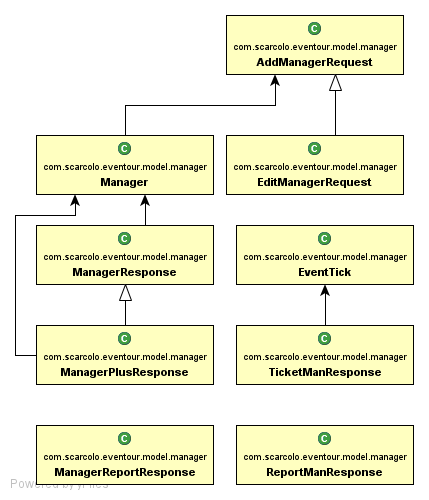 C
com.scarcolo.eventour.model.manager
AddManagerRequest
C
com.scarcolo.eventour.model.manager
Manager
C
com.scarcolo.eventour.model.manager
EditManagerRequest
C
com.scarcolo.eventour.model.manager
ManagerResponse
C
com.scarcolo.eventour.model.manager
EventTick
C
com.scarcolo.eventour.model.manager
ManagerPlusResponse
C
com.scarcolo.eventour.model.manager
TicketManResponse
C
com.scarcolo.eventour.model.manager
ManagerReportResponse
C
com.scarcolo.eventour.model.manager
ReportManResponse
Powered by yFiles